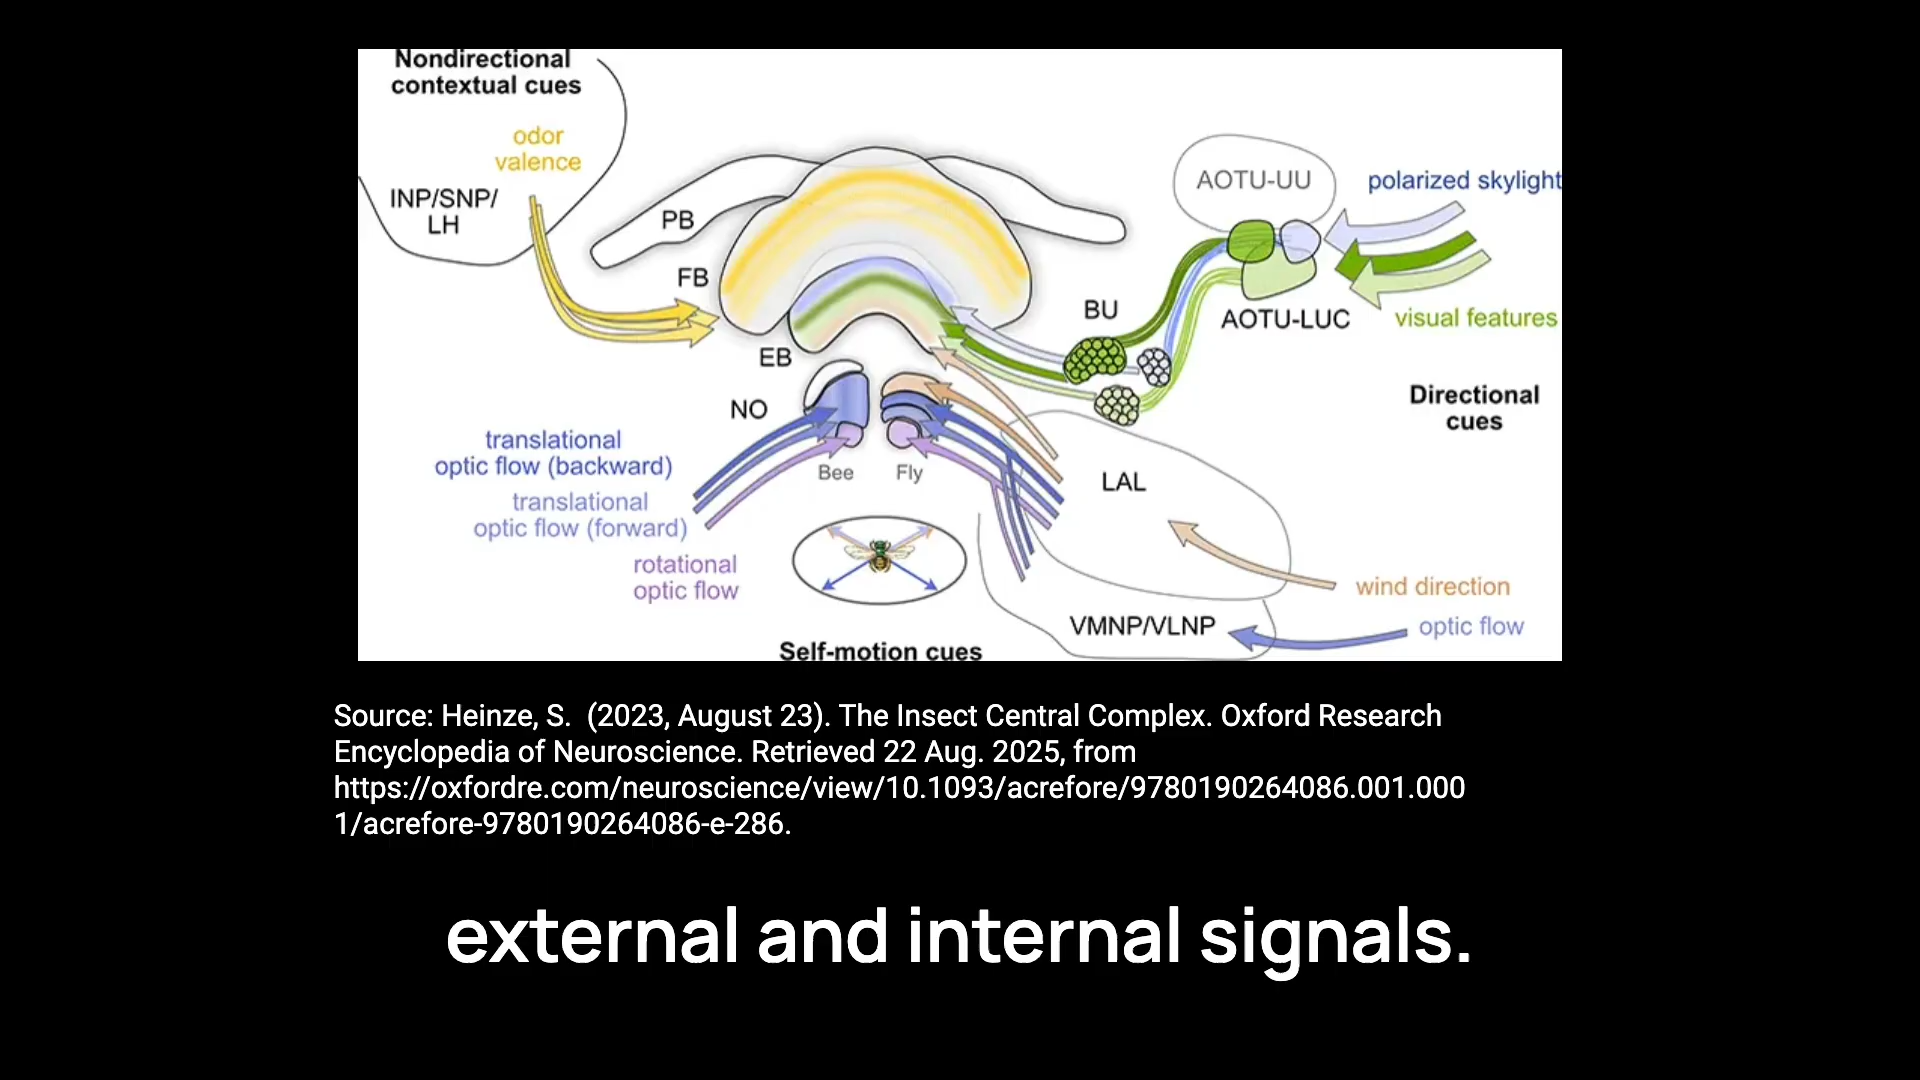 Nondirectional
contextual cues
odor
valence
INP/SNP/
LH
PB
FB
EB
NO
AOTU-UU
polarized skylight
BU
AOTU-LUC
visual features
Directional
cues
translational
optic flow (backward)
translational
optic flow (forward)
rotational
optic flow
Bee
Fly
LAL
wind direction
VMNP/VLNP
optic flow
Self-motion cues
Source: Heinze, S. (2023, August 23). The Insect Central Complex. Oxford Research
Encyclopedia of Neuroscience. Retrieved 22 Aug. 2025, from
https://oxfordre.com/neuroscience/view/10.1093/acrefore/9780190264086.001.000
1/acrefore-9780190264086-e-286.
external and internal signals.